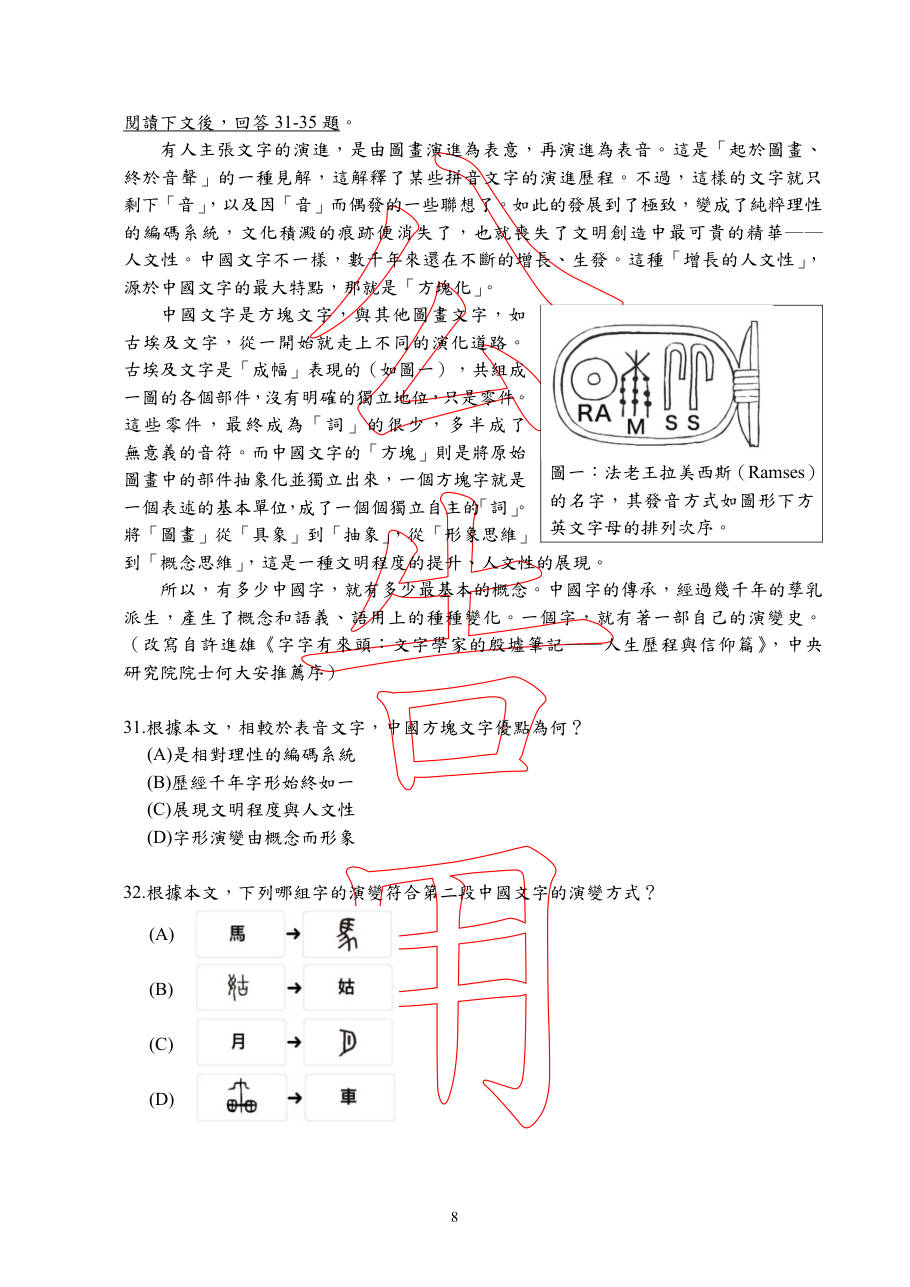 閱讀下文後，回答 31-35 題。
有人主張文字的演進，是由圖畫演進為表意，再演進為表音。這是「起於圖畫、
終於音聲」的一種見解，這解釋了某些拼音文字的演進歷程。不過，這樣的文字就只
剩下「音」，以及因「音」而偶發的一些聯想了。如此的發展到了極致，變成了純粹理性
的編碼系統，文化積澱的痕跡便消失了，也就喪失了文明創造中最可貴的精華——
人文性。中國文字不一樣，數千年來還在不斷的增長、生發。這種「增長的人文性」，
源於中國文字的最大特點，那就是「方塊化」。
中國文字是方塊文字，與其他圖畫文字，如
古埃及文字，從一開始就走上不同的演化道路。
古埃及文字是「成幅」表現的（如圖一），共組成
一圖的各個部件，沒有明確的獨立地位，只是零件。
這些零件，最終成為「詞」的很少，多半成了
無意義的音符。而中國文字的「方塊」則是將原始
圖畫中的部件抽象化並獨立出來，一個方塊字就是
一個表述的基本單位，成了一個個獨立自主的「詞」。
將「圖畫」從「具象」到「抽象」，從「形象思維」
到「概念思維」，這是一種文明程度的提升、人文性的展現。
RA M S S
圖一：法老王拉美西斯（Ramses）
的名字，其發音方式如圖形下方
英文字母的排列次序。
所以，有多少中國字，就有多少最基本的概念。中國字的傳承，經過幾千年的孳乳
派生，產生了概念和語義、語用上的種種變化。一個字，就有著一部自己的演變史。
（改寫自許進雄《字字有來頭：文字學家的殷墟筆記——人生歷程與信仰篇》，中央
研究院院士何大安推薦序）
31.根據本文，相較於表音文字，中國方塊文字優點為何？
(A)是相對理性的編碼系統
(B)歷經千年字形始終如一
(C)展現文明程度與人文性
(D)字形演變由概念而形象
32.根據本文，下列哪組字的演變符合第二段中國文字的演變方式？
(A) 馬 →
(B) → 姑
(C) 月 →
(D) → 車
8
公告用